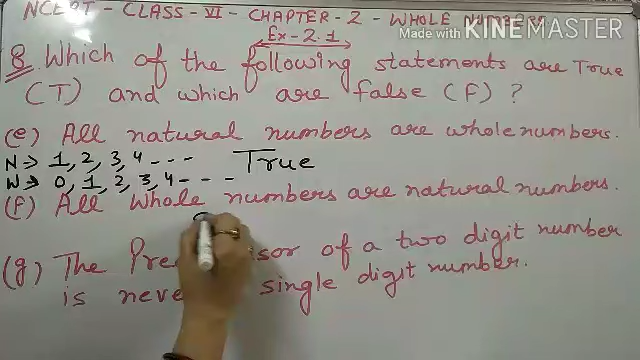 NCERT - CLASS - VI - CHAPTER - 2 - WHOLE NUMBERS
Made with KINEMASTER
Ex - 2.1
8. Which of the following statements are True
(T) and which are false (F) ?
(e) All natural numbers are whole numbers.
N → 1, 2, 3, 4 - - - True
W → 0, 1, 2, 3, 4 - - - -
(f) All Whole numbers are natural numbers.
(g) The Pre sor of a two digit number
is neve single digit number.